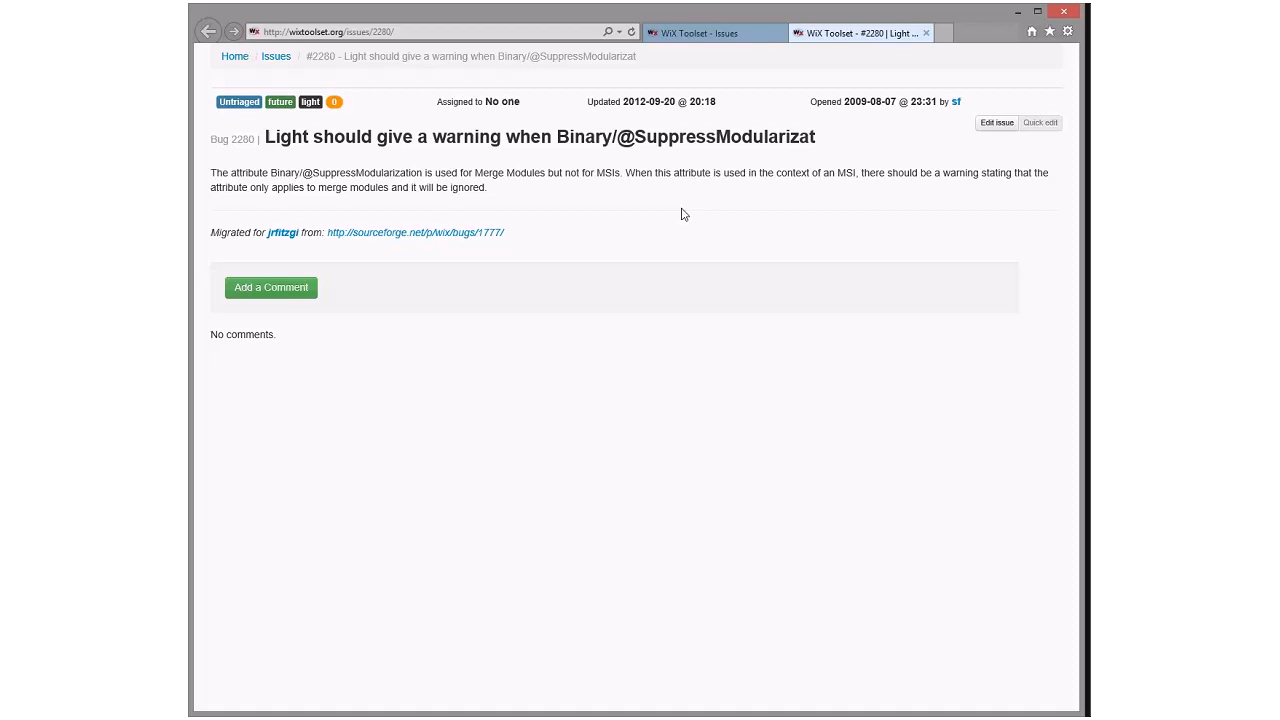 http://wixtoolset.org/issues/2280/
WiX Toolset - Issues
WiX Toolset - #2280 | Light ...
Home / Issues / #2280 - Light should give a warning when Binary/@SuppressModularizat
Untriaged future light 0 Assigned to No one Updated 2012-09-20 @ 20:18 Opened 2009-08-07 @ 23:31 by sf
Edit issue Quick edit
Bug 2280 | Light should give a warning when Binary/@SuppressModularizat
The attribute Binary/@SuppressModularization is used for Merge Modules but not for MSIs. When this attribute is used in the context of an MSI, there should be a warning stating that the
attribute only applies to merge modules and it will be ignored.
Migrated for jrfitzgi from: http://sourceforge.net/p/wix/bugs/1777/
Add a Comment
No comments.